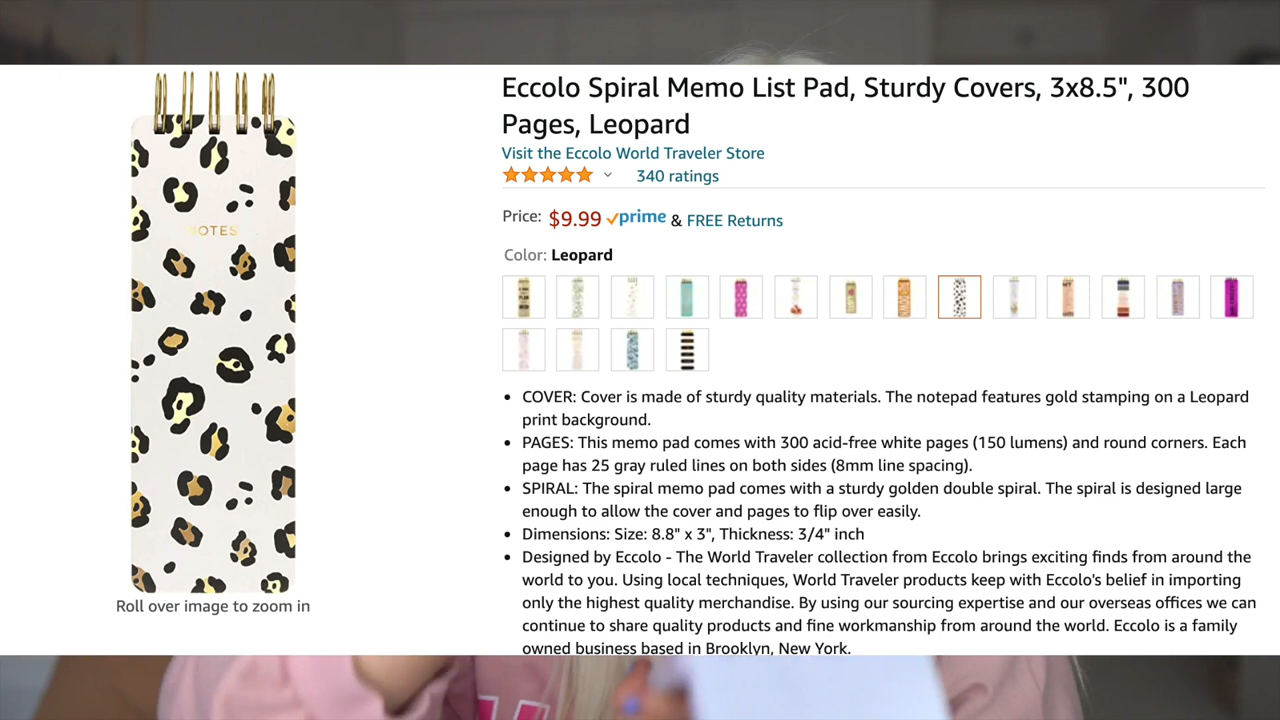 Eccolo Spiral Memo List Pad, Sturdy Covers, 3x8.5", 300
Pages, Leopard
Visit the Eccolo World Traveler Store
340 ratings
Price: $9.99 prime & FREE Returns
Color: Leopard
NOTES
COVER: Cover is made of sturdy quality materials. The notepad features gold stamping on a Leopard
print background.
PAGES: This memo pad comes with 300 acid-free white pages (150 lumens) and round corners. Each
page has 25 gray ruled lines on both sides (8mm line spacing).
SPIRAL: The spiral memo pad comes with a sturdy golden double spiral. The spiral is designed large
enough to allow the cover and pages to flip over easily.
Dimensions: Size: 8.8" x 3", Thickness: 3/4" inch
Designed by Eccolo - The World Traveler collection from Eccolo brings exciting finds from around the
world to you. Using local techniques, World Traveler products keep with Eccolo's belief in importing
only the highest quality merchandise. By using our sourcing expertise and our overseas offices we can
continue to share quality products and fine workmanship from around the world. Eccolo is a family
owned business based in Brooklyn, New York.
Roll over image to zoom in